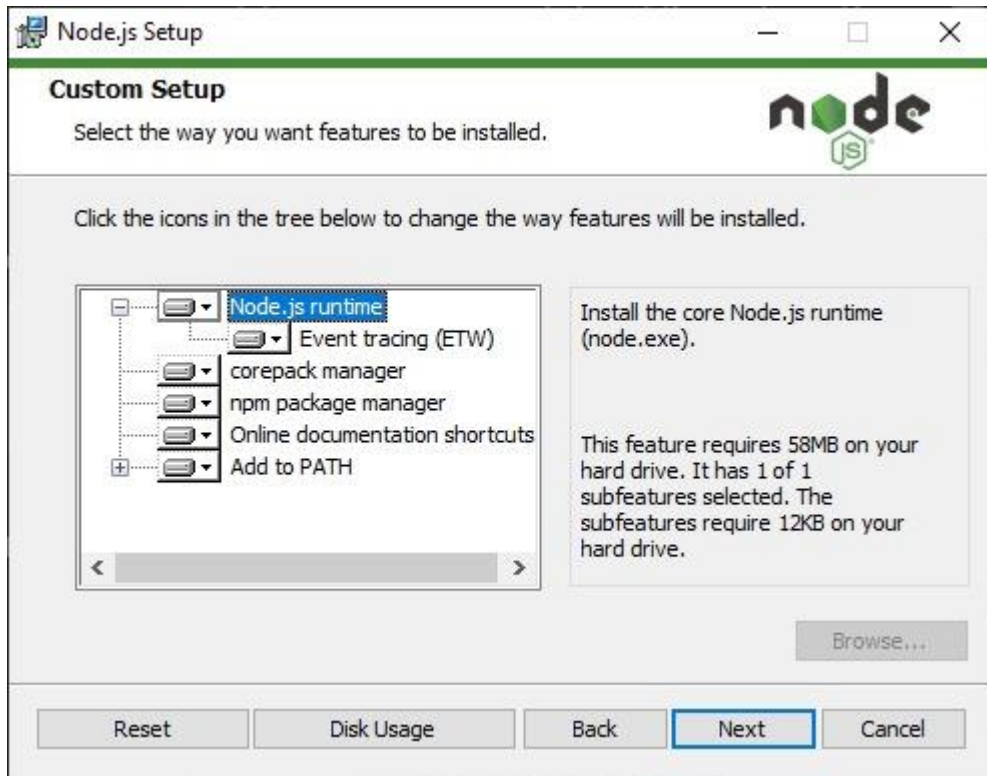 Node.js Setup
Custom Setup
Select the way you want features to be installed.
node
JS
Click the icons in the tree below to change the way features will be installed.
Node.js runtime
Event tracing (ETW)
corepack manager
npm package manager
Online documentation shortcuts
Add to PATH
Install the core Node.js runtime
(node.exe).
This feature requires 58MB on your
hard drive. It has 1 of 1
subfeatures selected. The
subfeatures require 12KB on your
hard drive.
Browse...
Reset
Disk Usage
Back
Next
Cancel